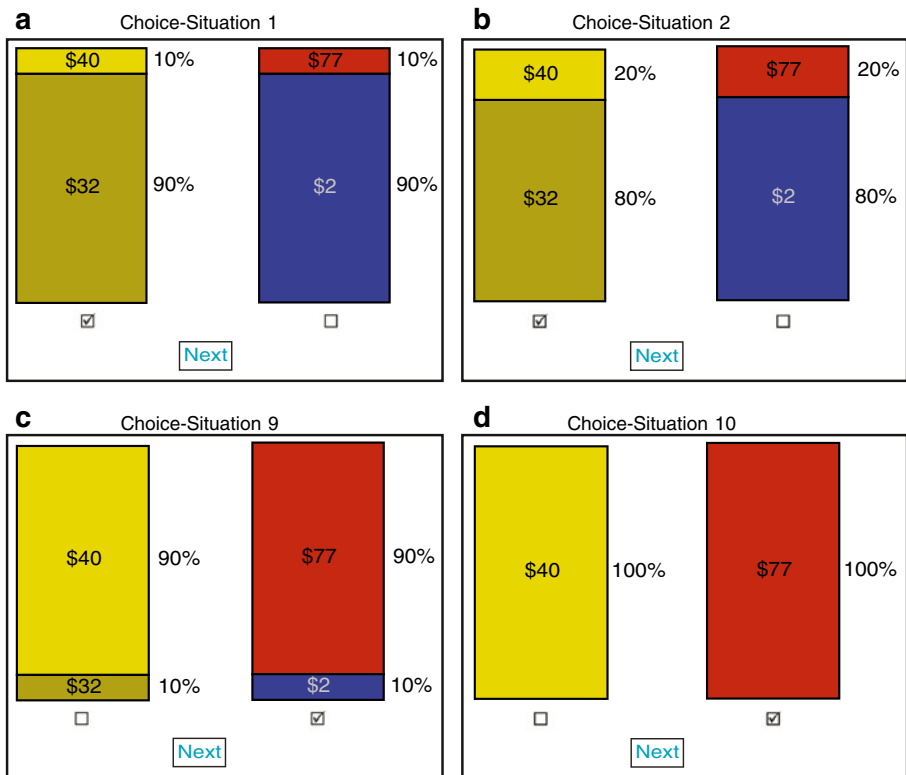 a Choice-Situation 1
$40 10% $77 10%
$32 90% $2 90%
Next
b Choice-Situation 2
$40 20% $77 20%
$32 80% $2 80%
Next
c Choice-Situation 9
$40 90% $77 90%
$32 10% $2 10%
Next
d Choice-Situation 10
$40 100% $77 100%
Next